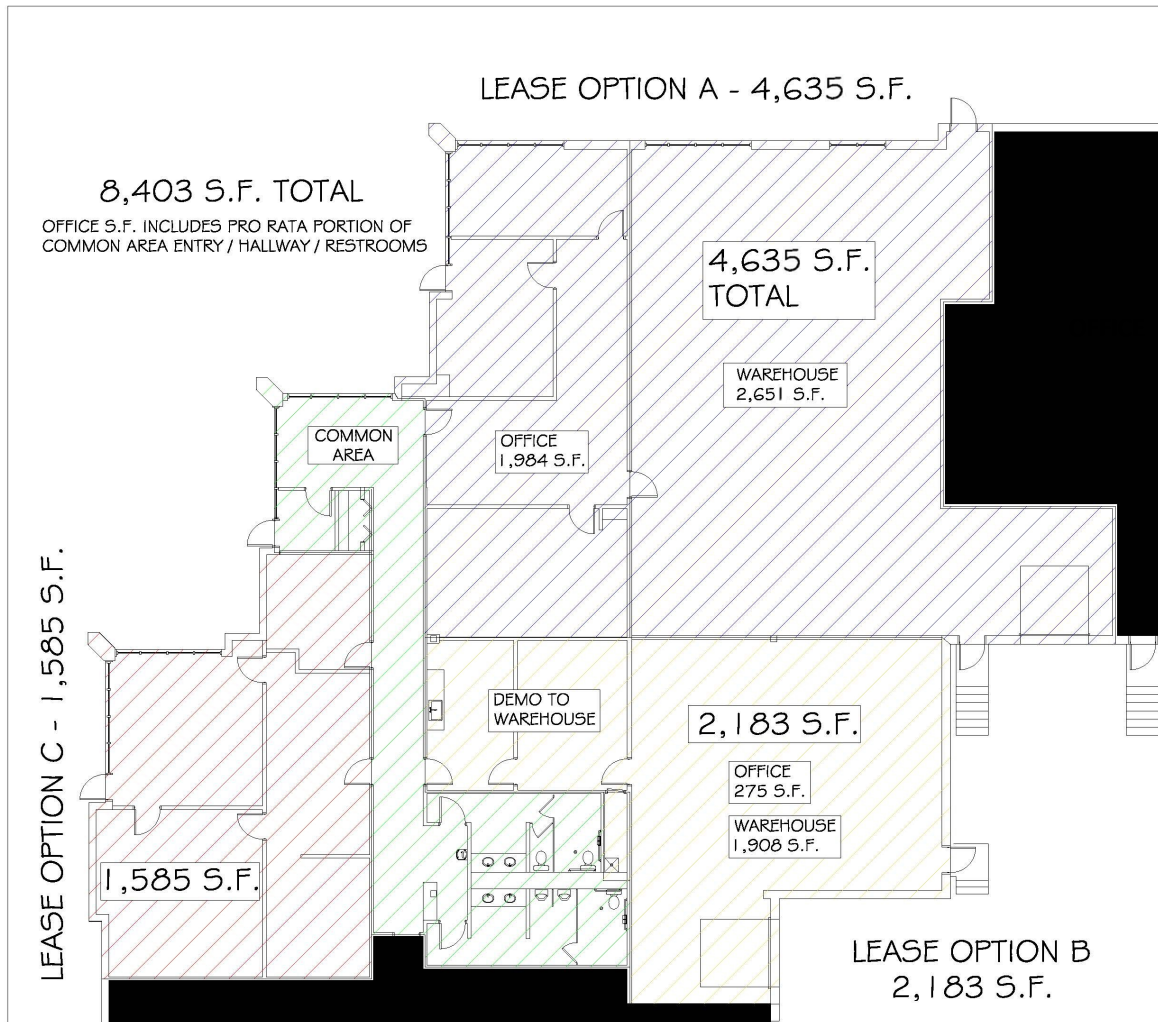 LEASE OPTION A - 4,635 S.F.
8,403 S.F. TOTAL
OFFICE S.F. INCLUDES PRO RATA PORTION OF
COMMON AREA ENTRY / HALLWAY / RESTROOMS
4,635 S.F.
TOTAL
WAREHOUSE
2,651 S.F.
COMMON
AREA
OFFICE
1,984 S.F.
LEASE OPTION C - 1,585 S.F.
DEMO TO
WAREHOUSE
2,183 S.F.
OFFICE
275 S.F.
WAREHOUSE
1,908 S.F.
1,585 S.F.
LEASE OPTION B
2,183 S.F.